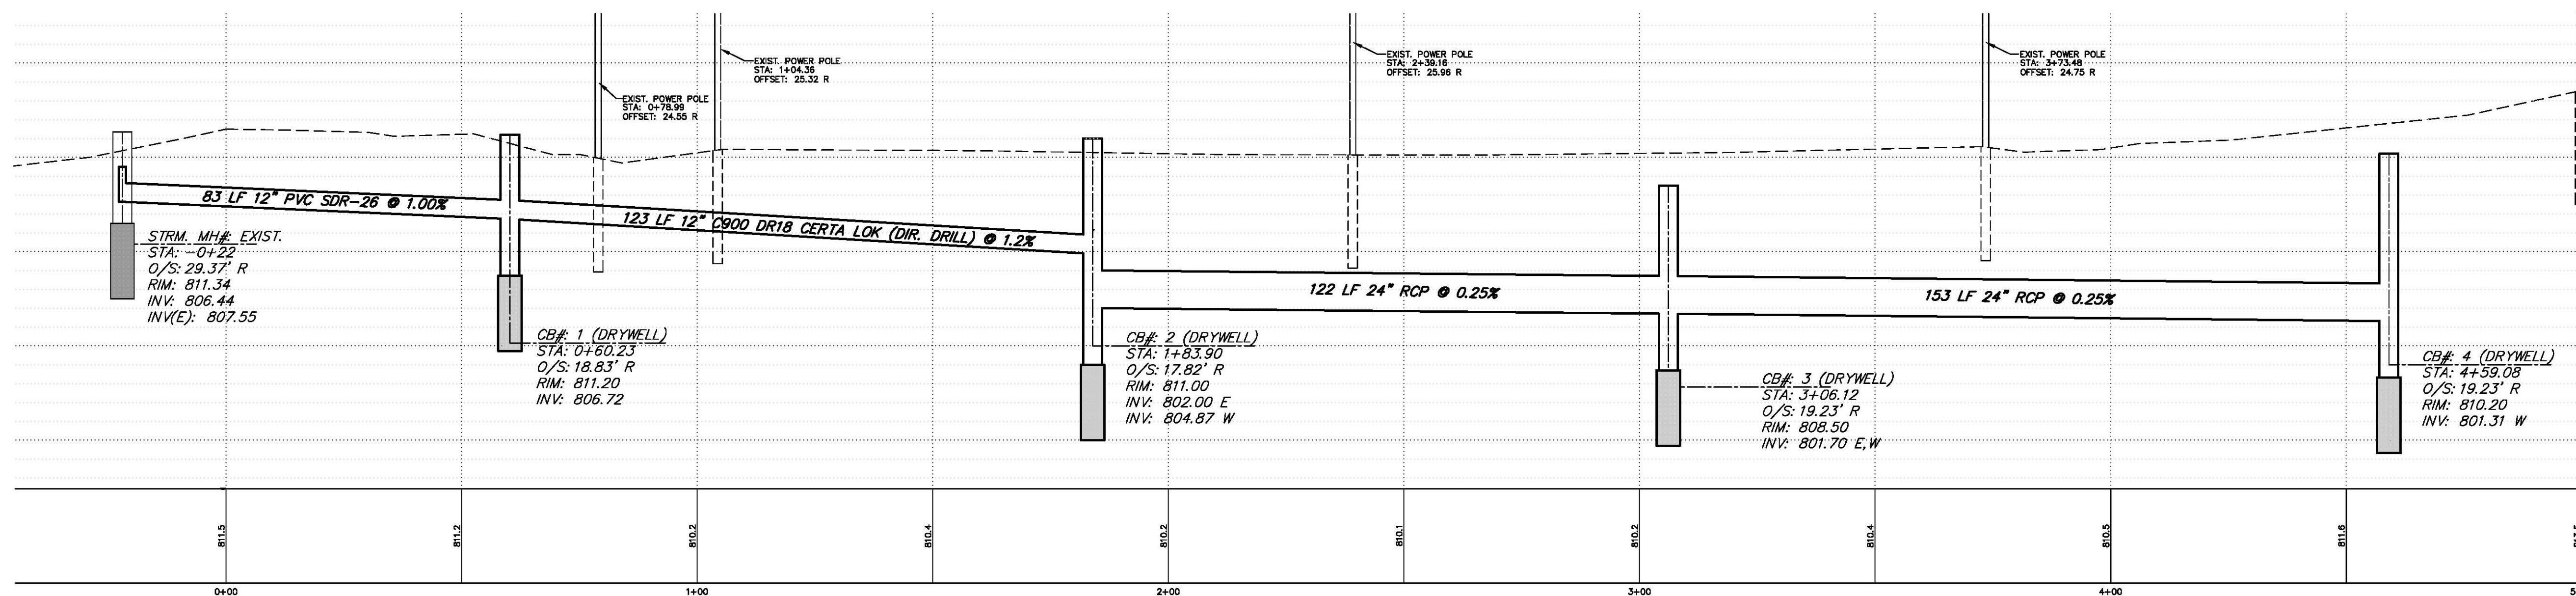 EXIST. POWER POLE
STA: 0+78.99
OFFSET: 24.55 R
EXIST. POWER POLE
STA: 1+04.36
OFFSET: 25.32 R
EXIST. POWER POLE
STA: 2+39.16
OFFSET: 25.96 R
EXIST. POWER POLE
STA: 3+73.48
OFFSET: 24.75 R
83 LF 12" PVC SDR-26 @ 1.00%
123 LF 12" C900 DR18 CERTA LOK (DIR. DRILL) @ 1.2%
122 LF 24" RCP @ 0.25%
153 LF 24" RCP @ 0.25%
STRM. MH#: EXIST.
STA: -0+22
O/S: 29.37' R
RIM: 811.34
INV: 806.44
INV(E): 807.55
CB#: 1 (DRYWELL)
STA: 0+60.23
O/S: 18.83' R
RIM: 811.20
INV: 806.72
CB#: 2 (DRYWELL)
STA: 1+83.90
O/S: 17.82' R
RIM: 811.00
INV: 802.00 E
INV: 804.87 W
CB#: 3 (DRYWELL)
STA: 3+06.12
O/S: 19.23' R
RIM: 808.50
INV: 801.70 E,W
CB#: 4 (DRYWELL)
STA: 4+59.08
O/S: 19.23' R
RIM: 810.20
INV: 801.31 W
811.5
811.2
810.2
810.4
810.2
810.1
810.2
810.4
810.5
811.6
0+00
1+00
2+00
3+00
4+00